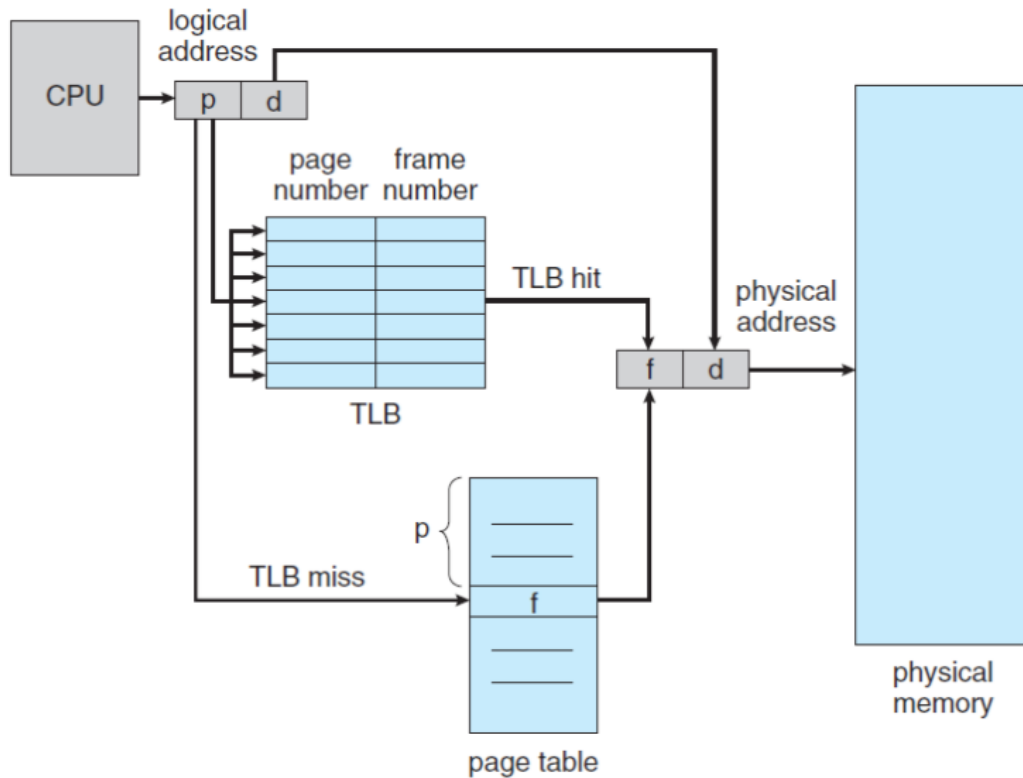 logical
address
CPU
p
d
page
number
frame
number
TLB hit
physical
address
f
d
TLB
p
TLB miss
f
physical
memory
page table